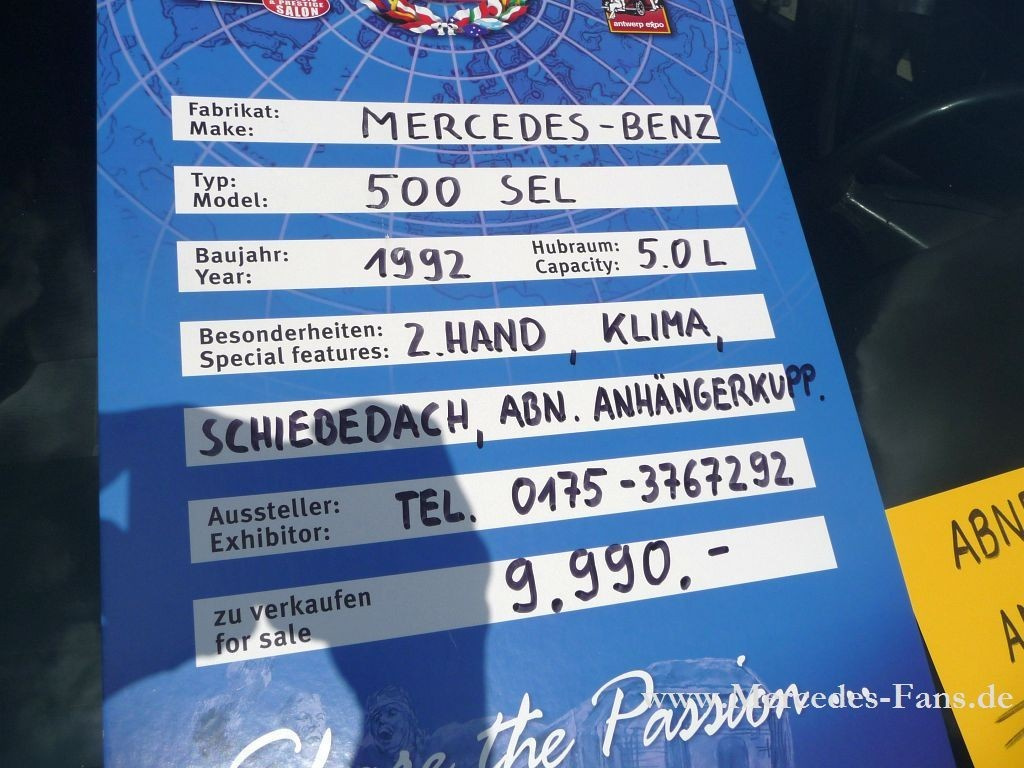 & PRESTIGE
SALON
antwerp expo
Fabrikat:
Make: MERCEDES-BENZ
Typ:
Model: 500 SEL
Baujahr:
Year: 1992
Hubraum:
Capacity: 5.0 L
Besonderheiten:
Special features: 2. HAND, KLIMA,
SCHIEBEDACH, ABN. ANHÄNGERKUPP.
Aussteller:
Exhibitor: TEL. 0175-3767292
zu verkaufen
for sale 9.990.-
the Passion
www.Mercedes-Fans.de